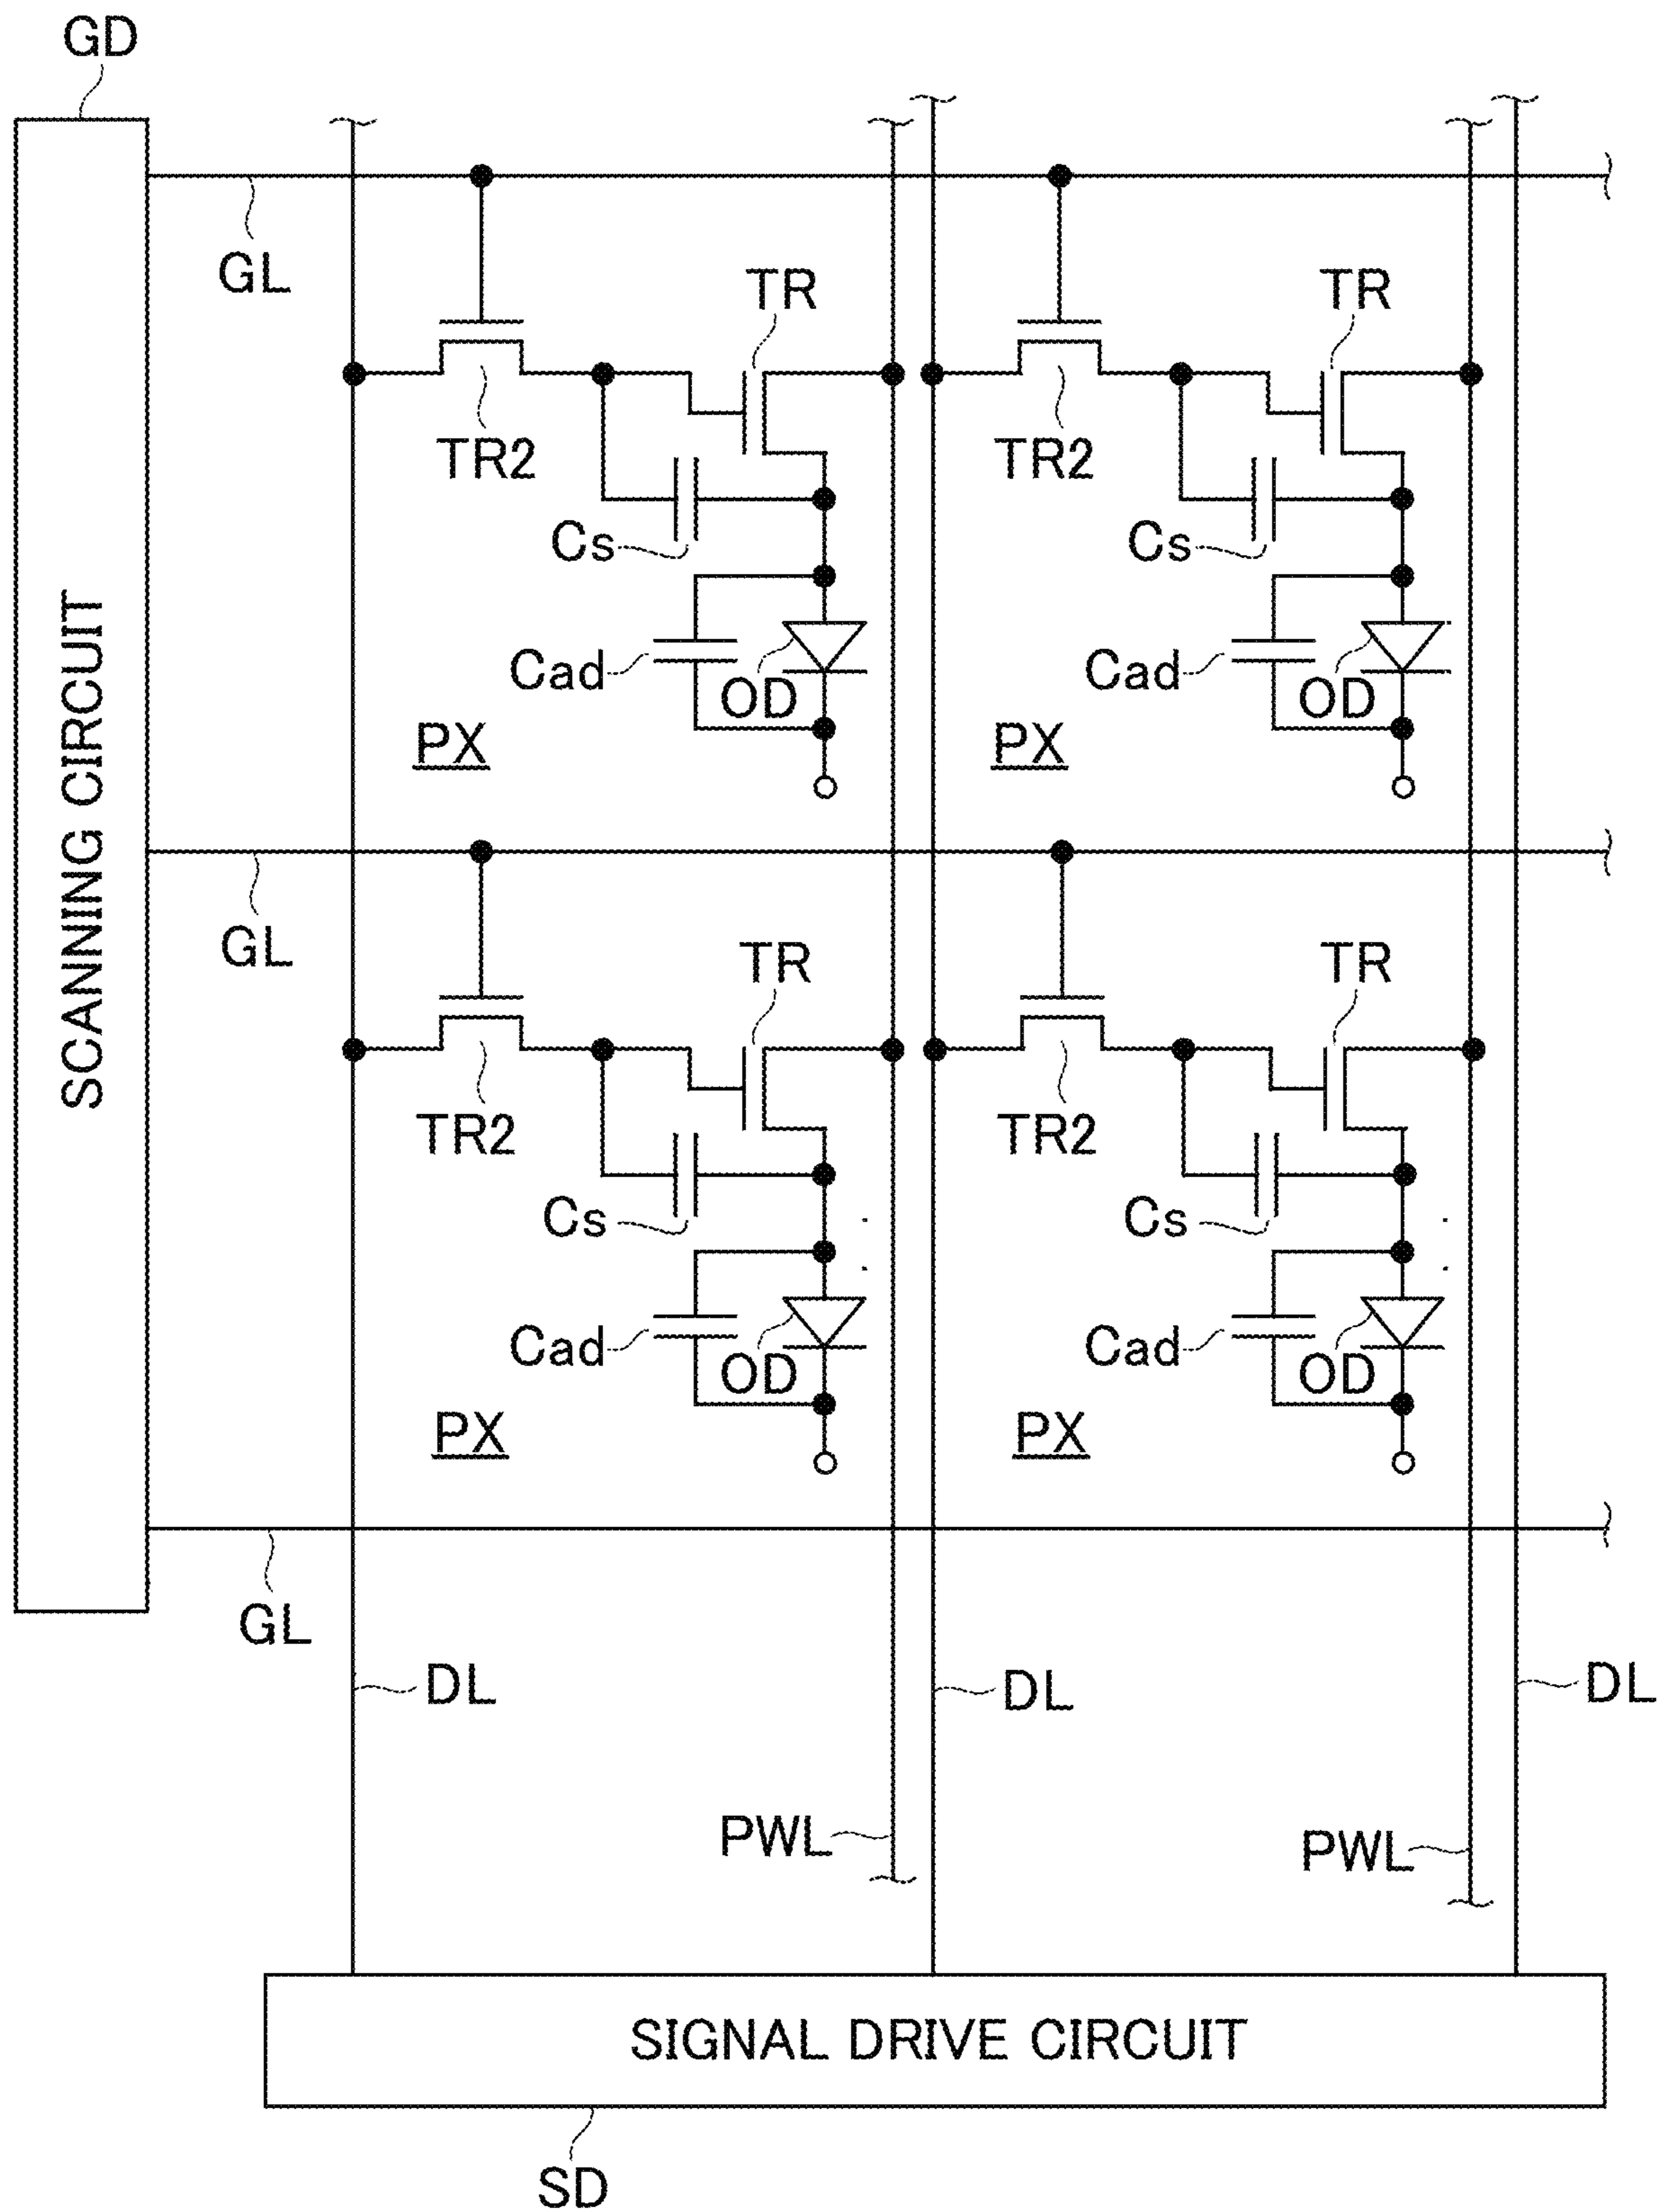 GD
SCANNING CIRCUIT
GL
TR
TR
TR2
TR2
Cs
Cs
Cad
OD
Cad
OD
PX
PX
GL
TR
TR
TR2
TR2
Cs
Cs
Cad
OD
Cad
OD
PX
PX
GL
DL
DL
DL
PWL
PWL
SIGNAL DRIVE CIRCUIT
SD